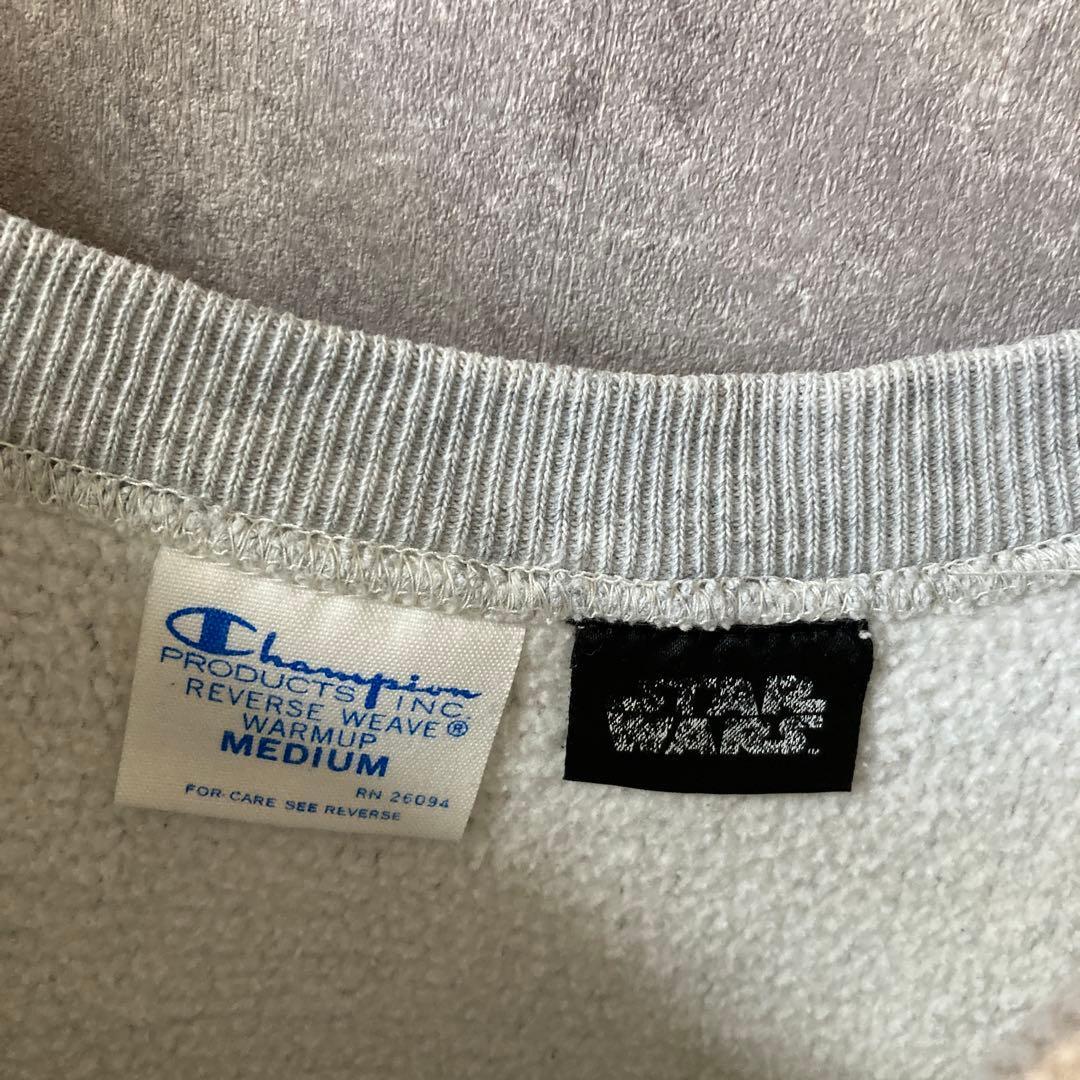 Champion
PRODUCTS INC
REVERSE WEAVE®
WARMUP
MEDIUM
RN 26094
FOR CARE SEE REVERSE
STAR
WARS